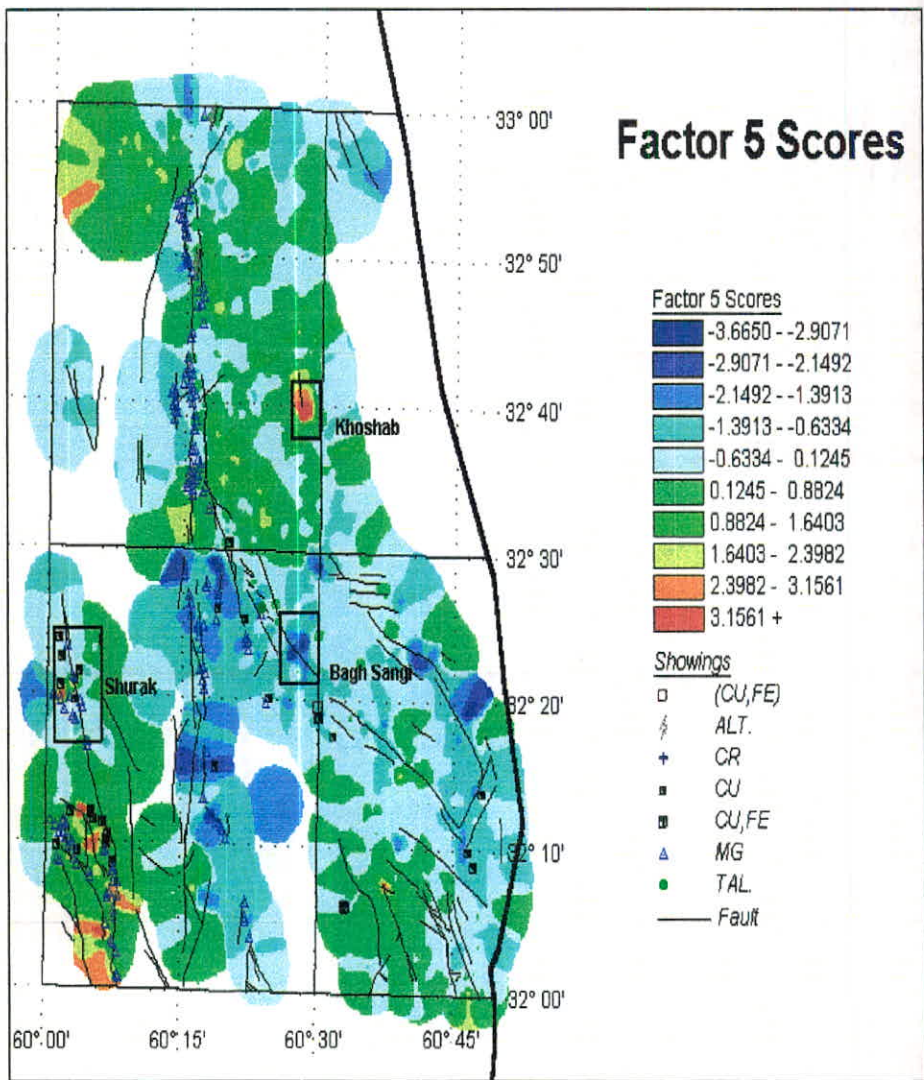 Factor 5 Scores
33° 00'
32° 50'
32° 40'
32° 30'
32° 20'
32° 10'
32° 00'
60° 00'
60° 15'
60° 30'
60° 45'
Khoshab
Bagh Sangi
Shurak
Factor 5 Scores
-3.6650 - -2.9071
-2.9071 - -2.1492
-2.1492 - -1.3913
-1.3913 - -0.6334
-0.6334 - 0.1245
0.1245 - 0.8824
0.8824 - 1.6403
1.6403 - 2.3982
2.3982 - 3.1561
3.1561 +
Showings
(CU,FE)
ALT.
CR
CU
CU,FE
MG
TAL.
Fault